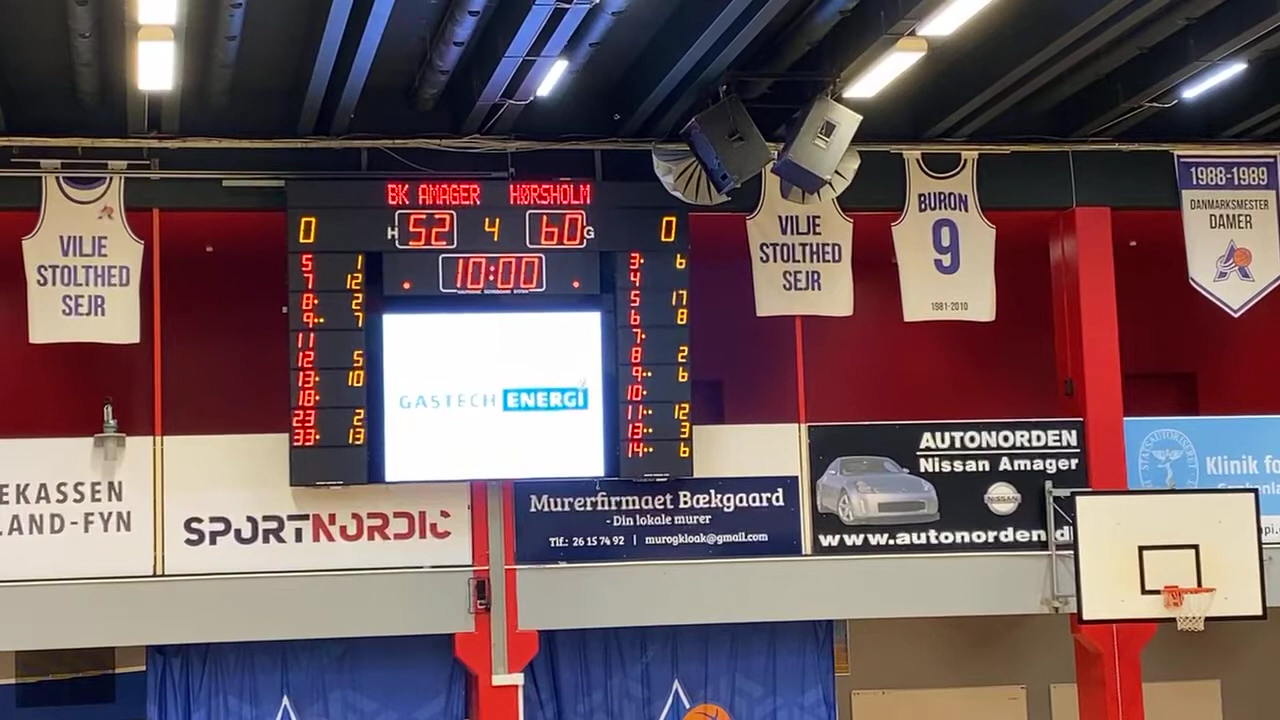 BK AMAGER HØRSHOLM
H 52 4 60 G
0 0
10:00
5 1
7 12
8 2
9 7
11
12 5
13 10
18
23 2
33 13
3 6
4
5 17
6 8
7
8 2
9 6
10
11 12
13 3
14 6
GASTECH ENERGI
VILJE
STOLTHED
SEJR
VILJE
STOLTHED
SEJR
BURON
9
1981-2010
1988-1989
DANMARKSMESTER
DAMER
EKASSEN
LAND-FYN
SPORTNORDIC
Murerfirmaet Bækgaard
- Din lokale murer
Tlf.: 26 15 74 92 | murogkloak@gmail.com
AUTONORDEN
Nissan Amager
NISSAN
www.autonorden.d
Klinik fo